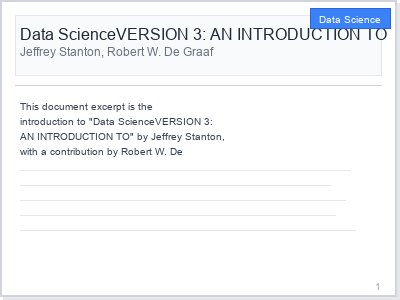 Data Science
Data ScienceVERSION 3: AN INTRODUCTION TO
Jeffrey Stanton, Robert W. De Graaf
This document excerpt is the
introduction to "Data ScienceVERSION 3:
AN INTRODUCTION TO" by Jeffrey Stanton,
with a contribution by Robert W. De
1